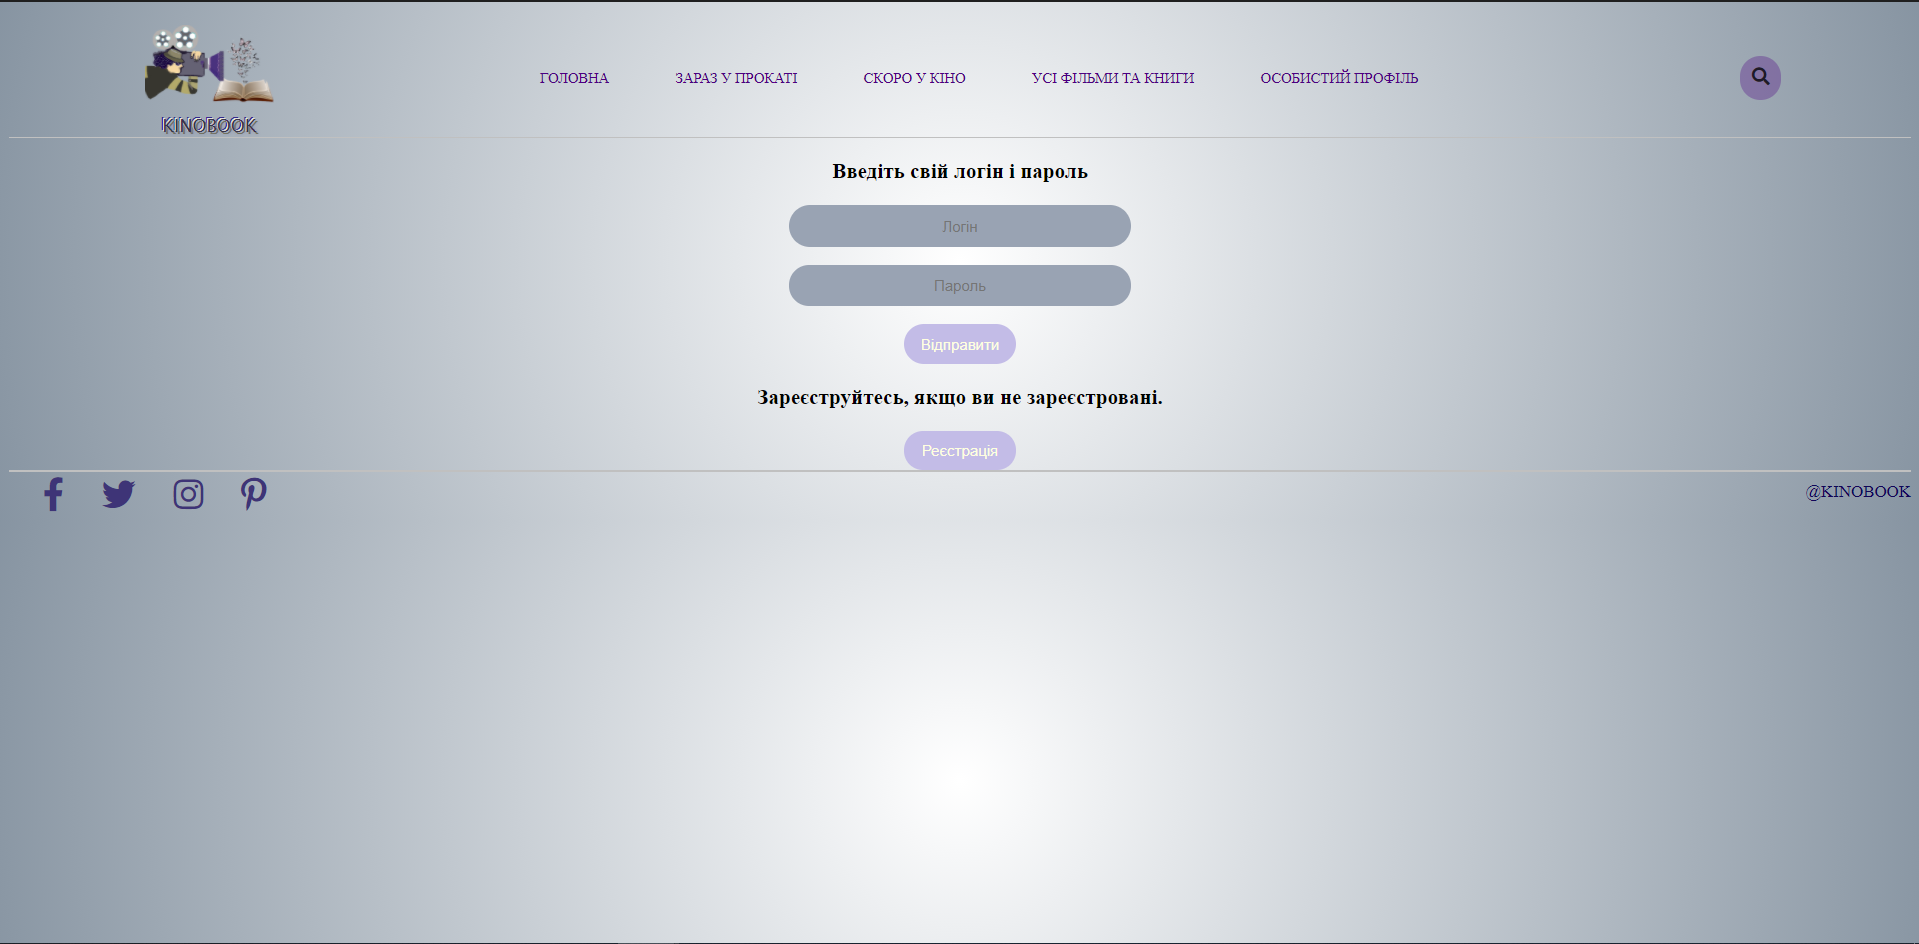 KINOBOOK
ГОЛОВНА
ЗАРАЗ У ПРОКАТІ
СКОРО У КІНО
УСІ ФІЛЬМИ ТА КНИГИ
ОСОБИСТИЙ ПРОФІЛЬ
Введіть свій логін і пароль
Логін
Пароль
Відправити
Зареєструйтесь, якщо ви не зареєстровані.
Реєстрація
@KINOBOOK